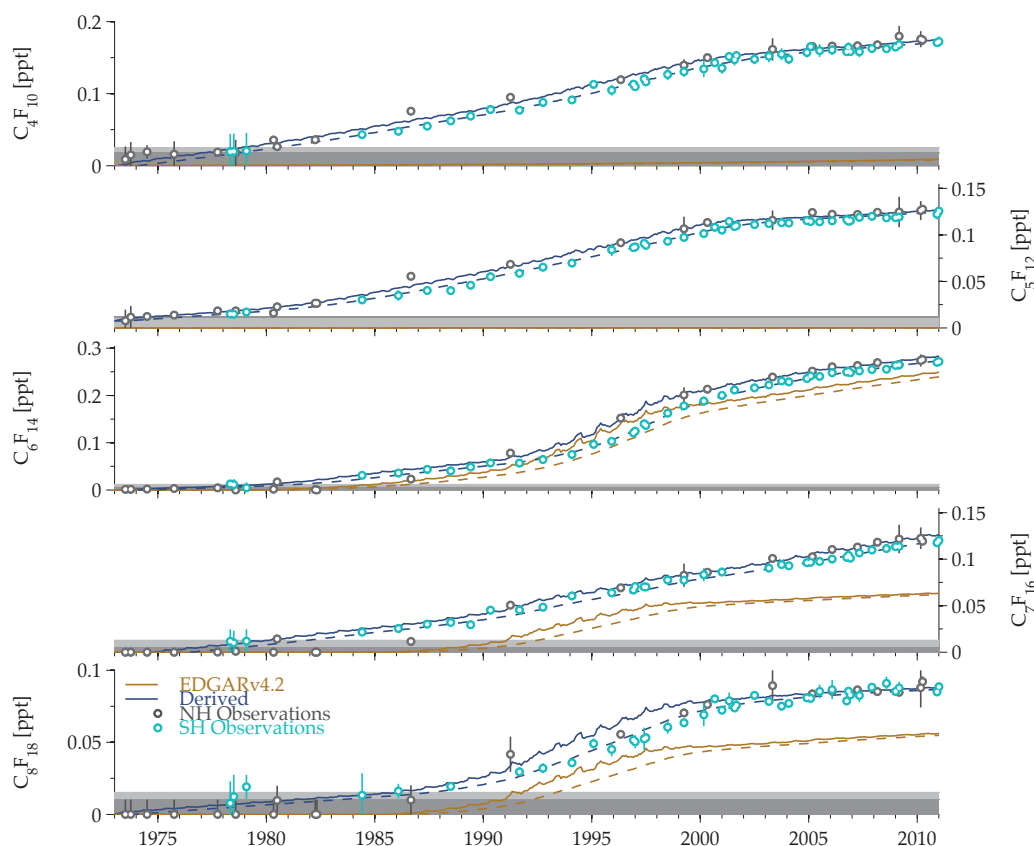 0.2
0.1
0
C4F10 [ppt]
0.15
0.1
0.05
0
C5F12 [ppt]
0.3
0.2
0.1
0
C6F14 [ppt]
0.15
0.1
0.05
0
C7F16 [ppt]
0.1
0.05
0
C8F18 [ppt]
EDGARv4.2
Derived
NH Observations
SH Observations
1975 1980 1985 1990 1995 2000 2005 2010